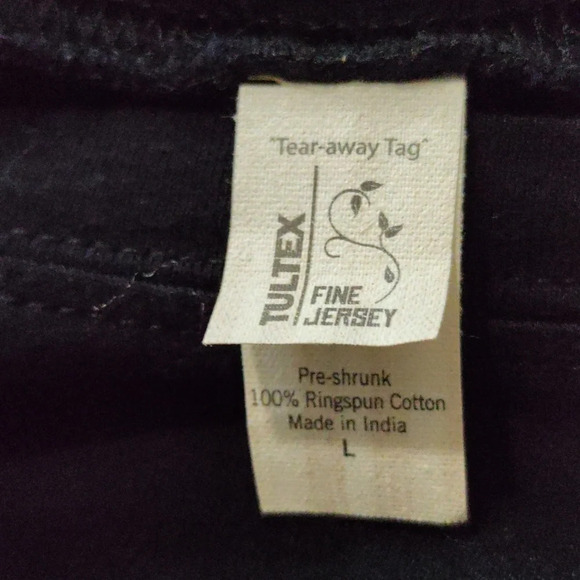 "Tear-away Tag"
TULTEX
FINE
JERSEY
Pre-shrunk
100% Ringspun Cotton
Made in India
L